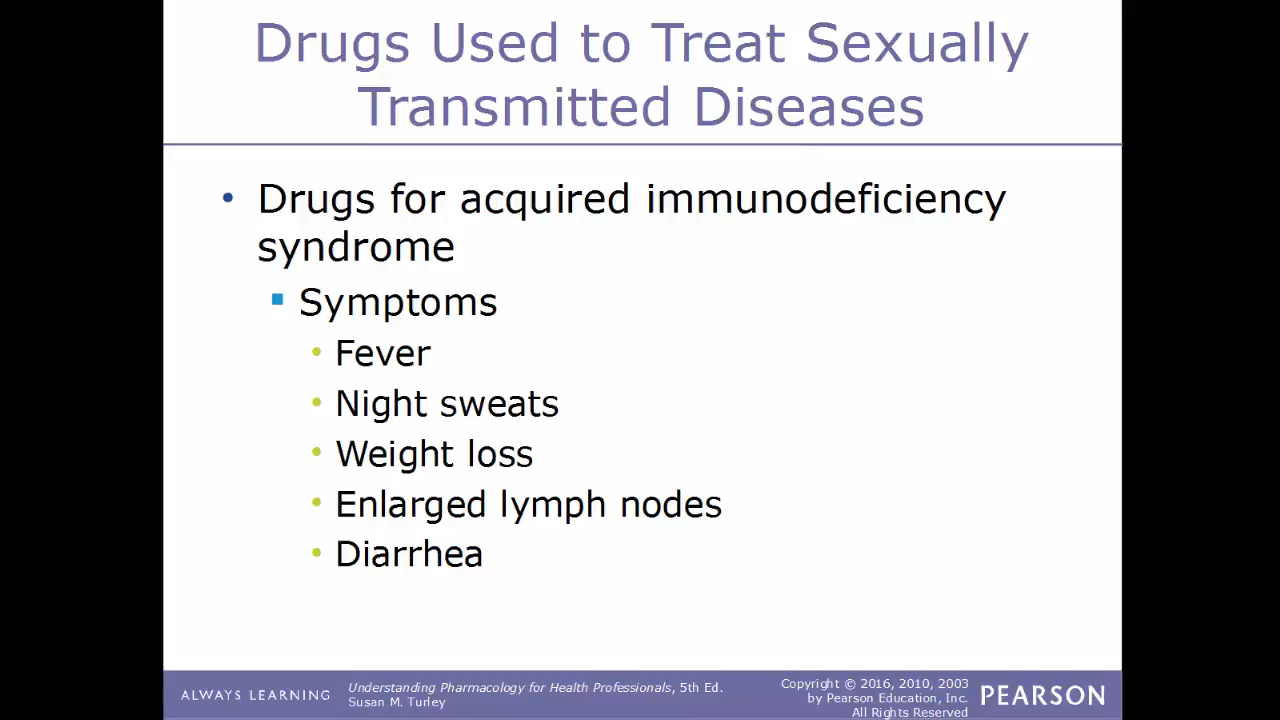 Drugs Used to Treat Sexually
Transmitted Diseases
• Drugs for acquired immunodeficiency
syndrome
▪ Symptoms
• Fever
• Night sweats
• Weight loss
• Enlarged lymph nodes
• Diarrhea
ALWAYS LEARNING
Understanding Pharmacology for Health Professionals, 5th Ed.
Susan M. Turley
Copyright © 2016, 2010, 2003
by Pearson Education, Inc.
All Rights Reserved
PEARSON